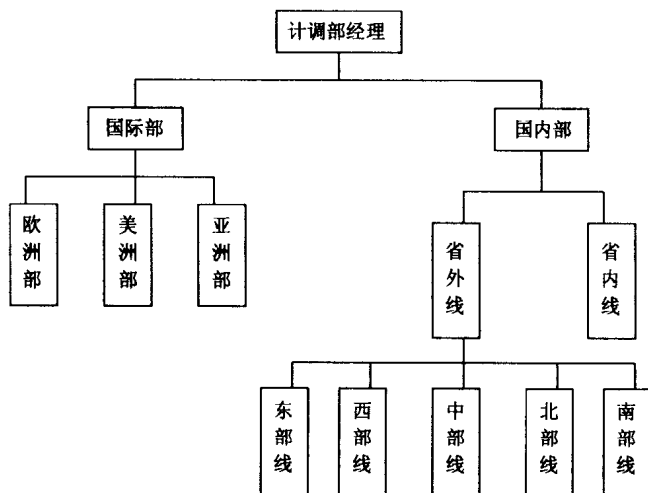 计调部经理
国际部
国内部
欧洲部
美洲部
亚洲部
省外线
省内线
东部线
西部线
中部线
北部线
南部线